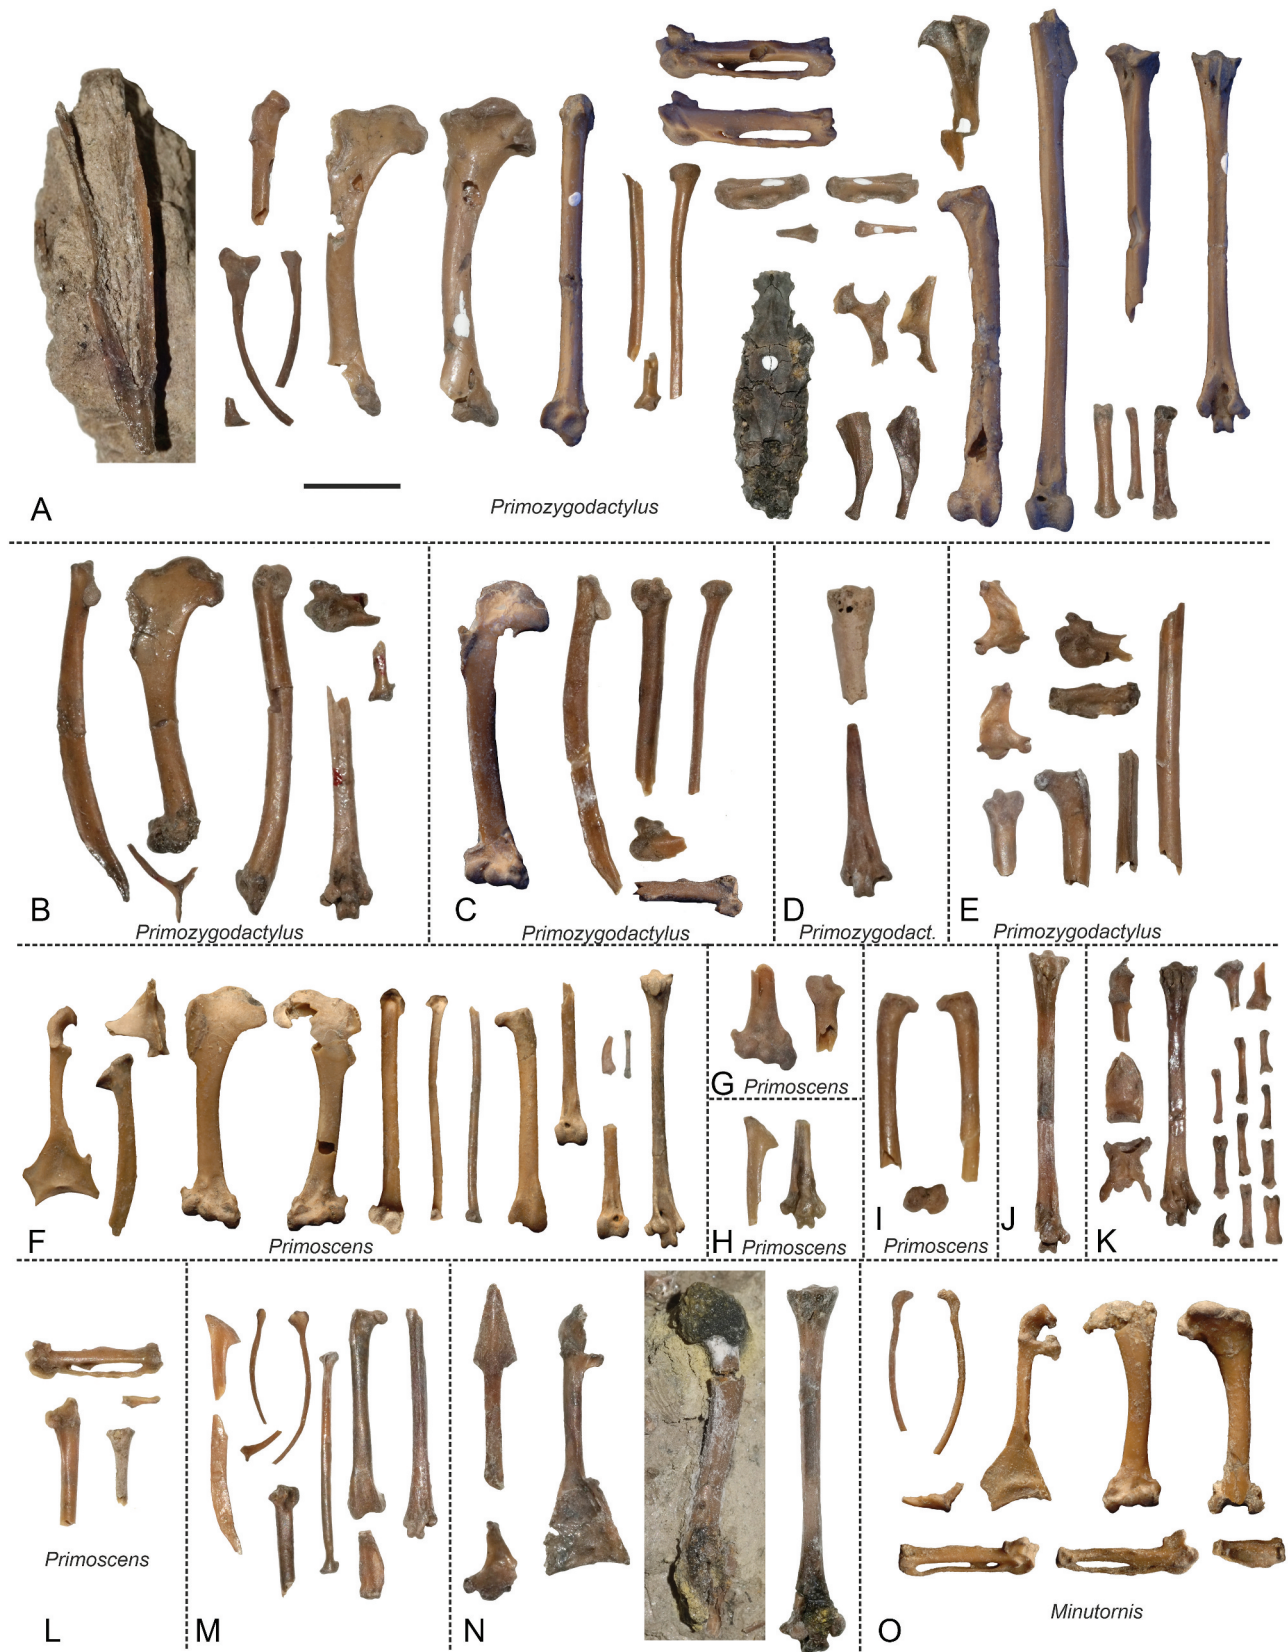 A
Primozygodactylus
B
Primozygodactylus
C
Primozygodactylus
D
Primozygodact.
E
Primozygodactylus
F
Primoscens
G Primoscens
H Primoscens
I
Primoscens
J
K
L
Primoscens
M
N
O
Minutornis